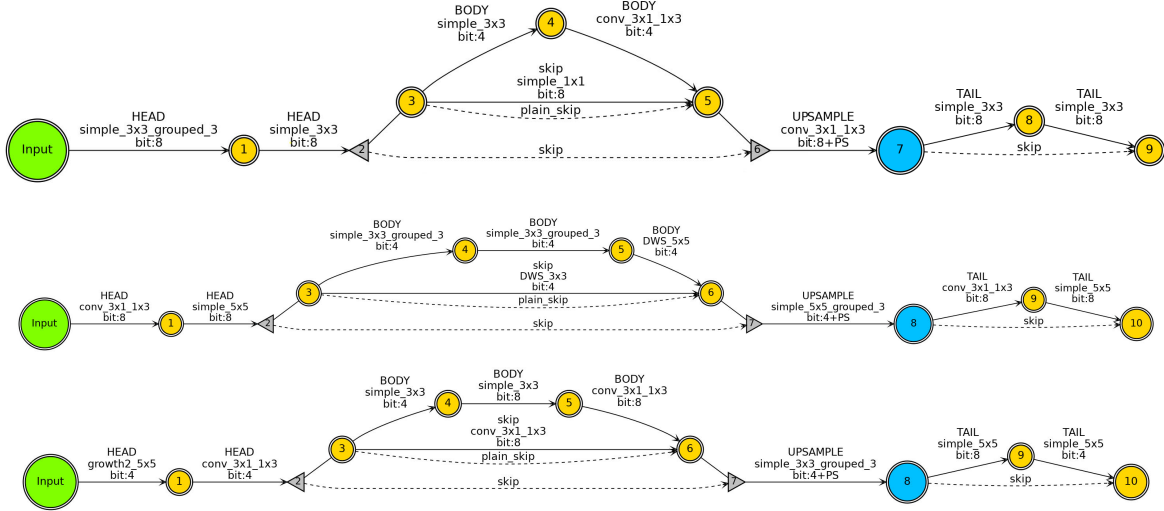 BODY
simple_3x3
bit:4
4
BODY
conv_3x1_1x3
bit:4
skip
simple_1x1
bit:8
plain_skip
3
5
Input
HEAD
simple_3x3_grouped_3
bit:8
1
HEAD
simple_3x3
bit:8
2
skip
6
UPSAMPLE
conv_3x1_1x3
bit:8+PS
7
TAIL
simple_3x3
bit:8
8
TAIL
simple_3x3
bit:8
skip
9
BODY
simple_3x3_grouped_3
bit:4
4
BODY
simple_3x3_grouped_3
bit:4
5
BODY
DWS_5x5
bit:4
skip
DWS_3x3
bit:4
plain_skip
3
6
Input
HEAD
conv_3x1_1x3
bit:8
1
HEAD
simple_5x5
bit:8
2
skip
7
UPSAMPLE
simple_5x5_grouped_3
bit:4+PS
8
TAIL
conv_3x1_1x3
bit:8
9
TAIL
simple_5x5
bit:8
skip
10
BODY
simple_3x3
bit:4
4
BODY
simple_3x3
bit:8
5
BODY
conv_3x1_1x3
bit:8
skip
conv_3x1_1x3
bit:8
plain_skip
3
6
Input
HEAD
growth2_5x5
bit:4
1
HEAD
conv_3x1_1x3
bit:4
2
skip
7
UPSAMPLE
simple_3x3_grouped_3
bit:4+PS
8
TAIL
simple_5x5
bit:8
9
TAIL
simple_5x5
bit:4
skip
10